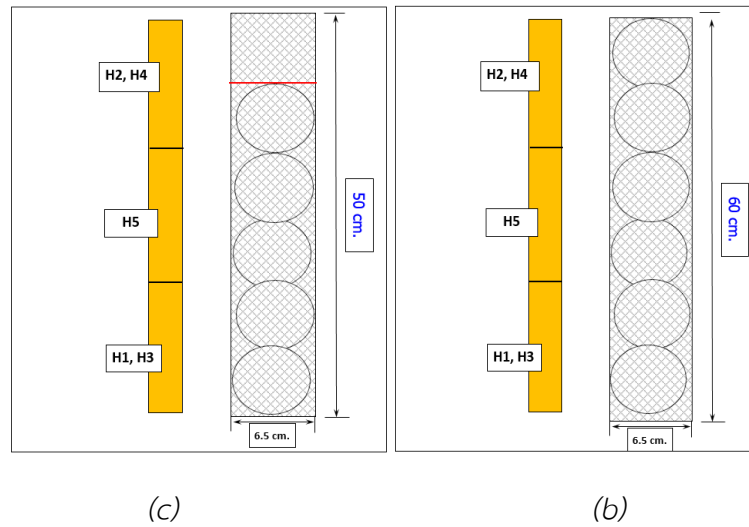 H2, H4
H5
H1, H3
50 cm.
6.5 cm.
(c)
H2, H4
H5
H1, H3
60 cm.
6.5 cm.
(b)